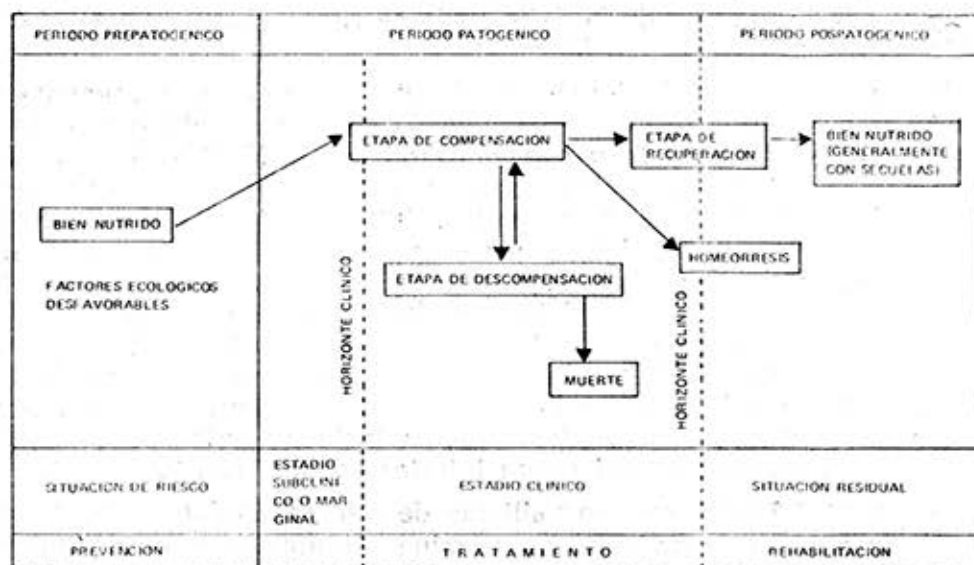 PERIODO PREPATOGENICO
PERIODO PATOGENICO
PERIODO POSPATOGENICO
ETAPA DE COMPENSACION
ETAPA DE
RECUPERACION
BIEN NUTRIDO
(GENERALMENTE
CON SECUELAS)
BIEN NUTRIDO
HOMEORRESIS
ETAPA DE DESCOMPENSACION
FACTORES ECOLOGICOS
DESFAVORABLES
HORIZONTE CLINICO
HORIZONTE CLINICO
MUERTE
SITUACION DE RIESGO
ESTADIO
SUBCLINI
CO O MAR
GINAL
ESTADIO CLINICO
SITUACION RESIDUAL
PREVENCION
TRATAMIENTO
REHABILITACION